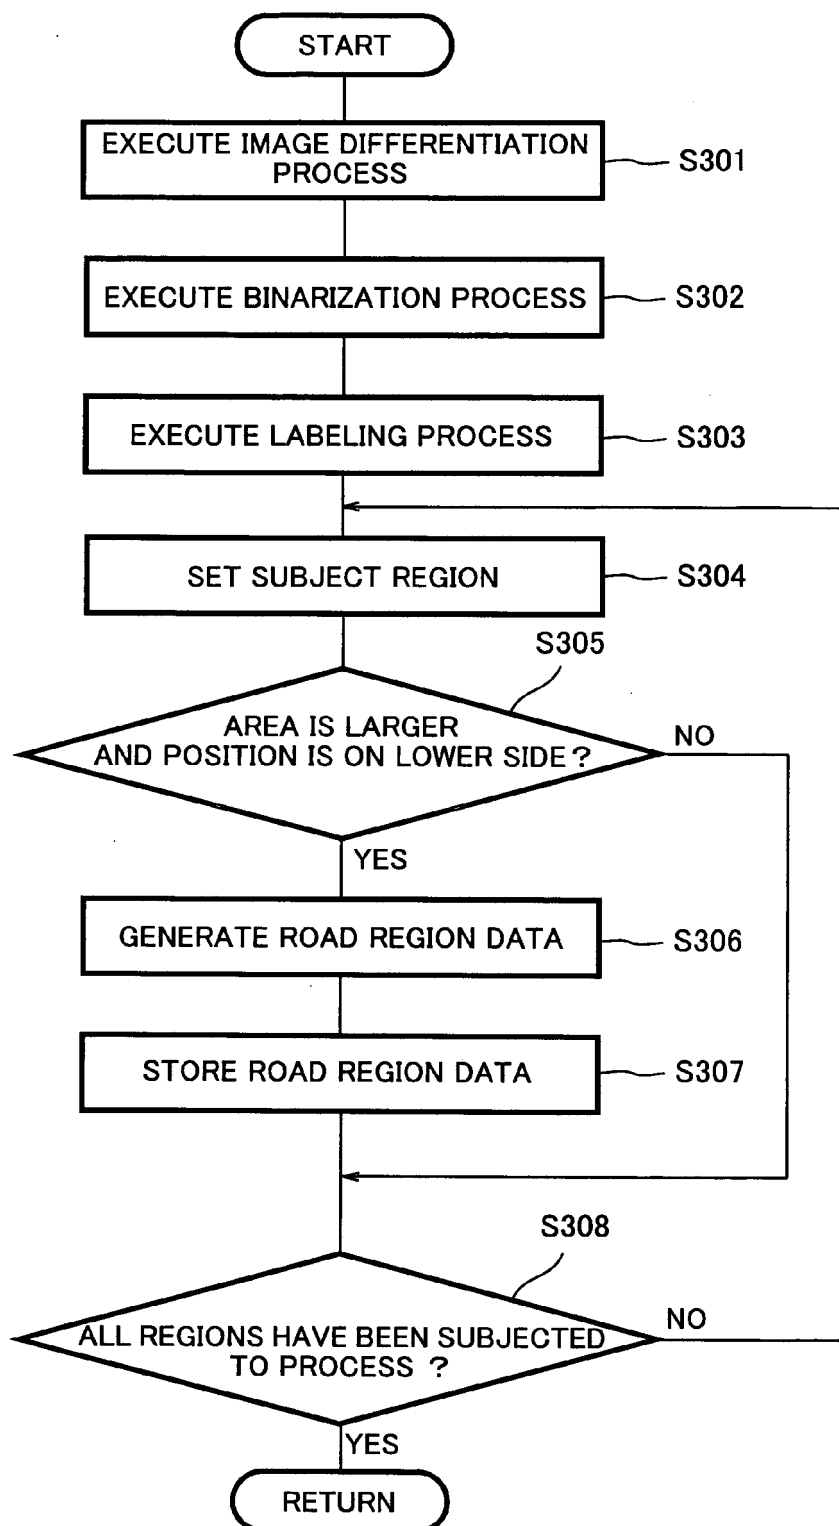 START
EXECUTE IMAGE DIFFERENTIATION
PROCESS
S301
EXECUTE BINARIZATION PROCESS
S302
EXECUTE LABELING PROCESS
S303
SET SUBJECT REGION
S304
S305
AREA IS LARGER
AND POSITION IS ON LOWER SIDE ?
NO
YES
GENERATE ROAD REGION DATA
S306
STORE ROAD REGION DATA
S307
S308
ALL REGIONS HAVE BEEN SUBJECTED
TO PROCESS ?
NO
YES
RETURN